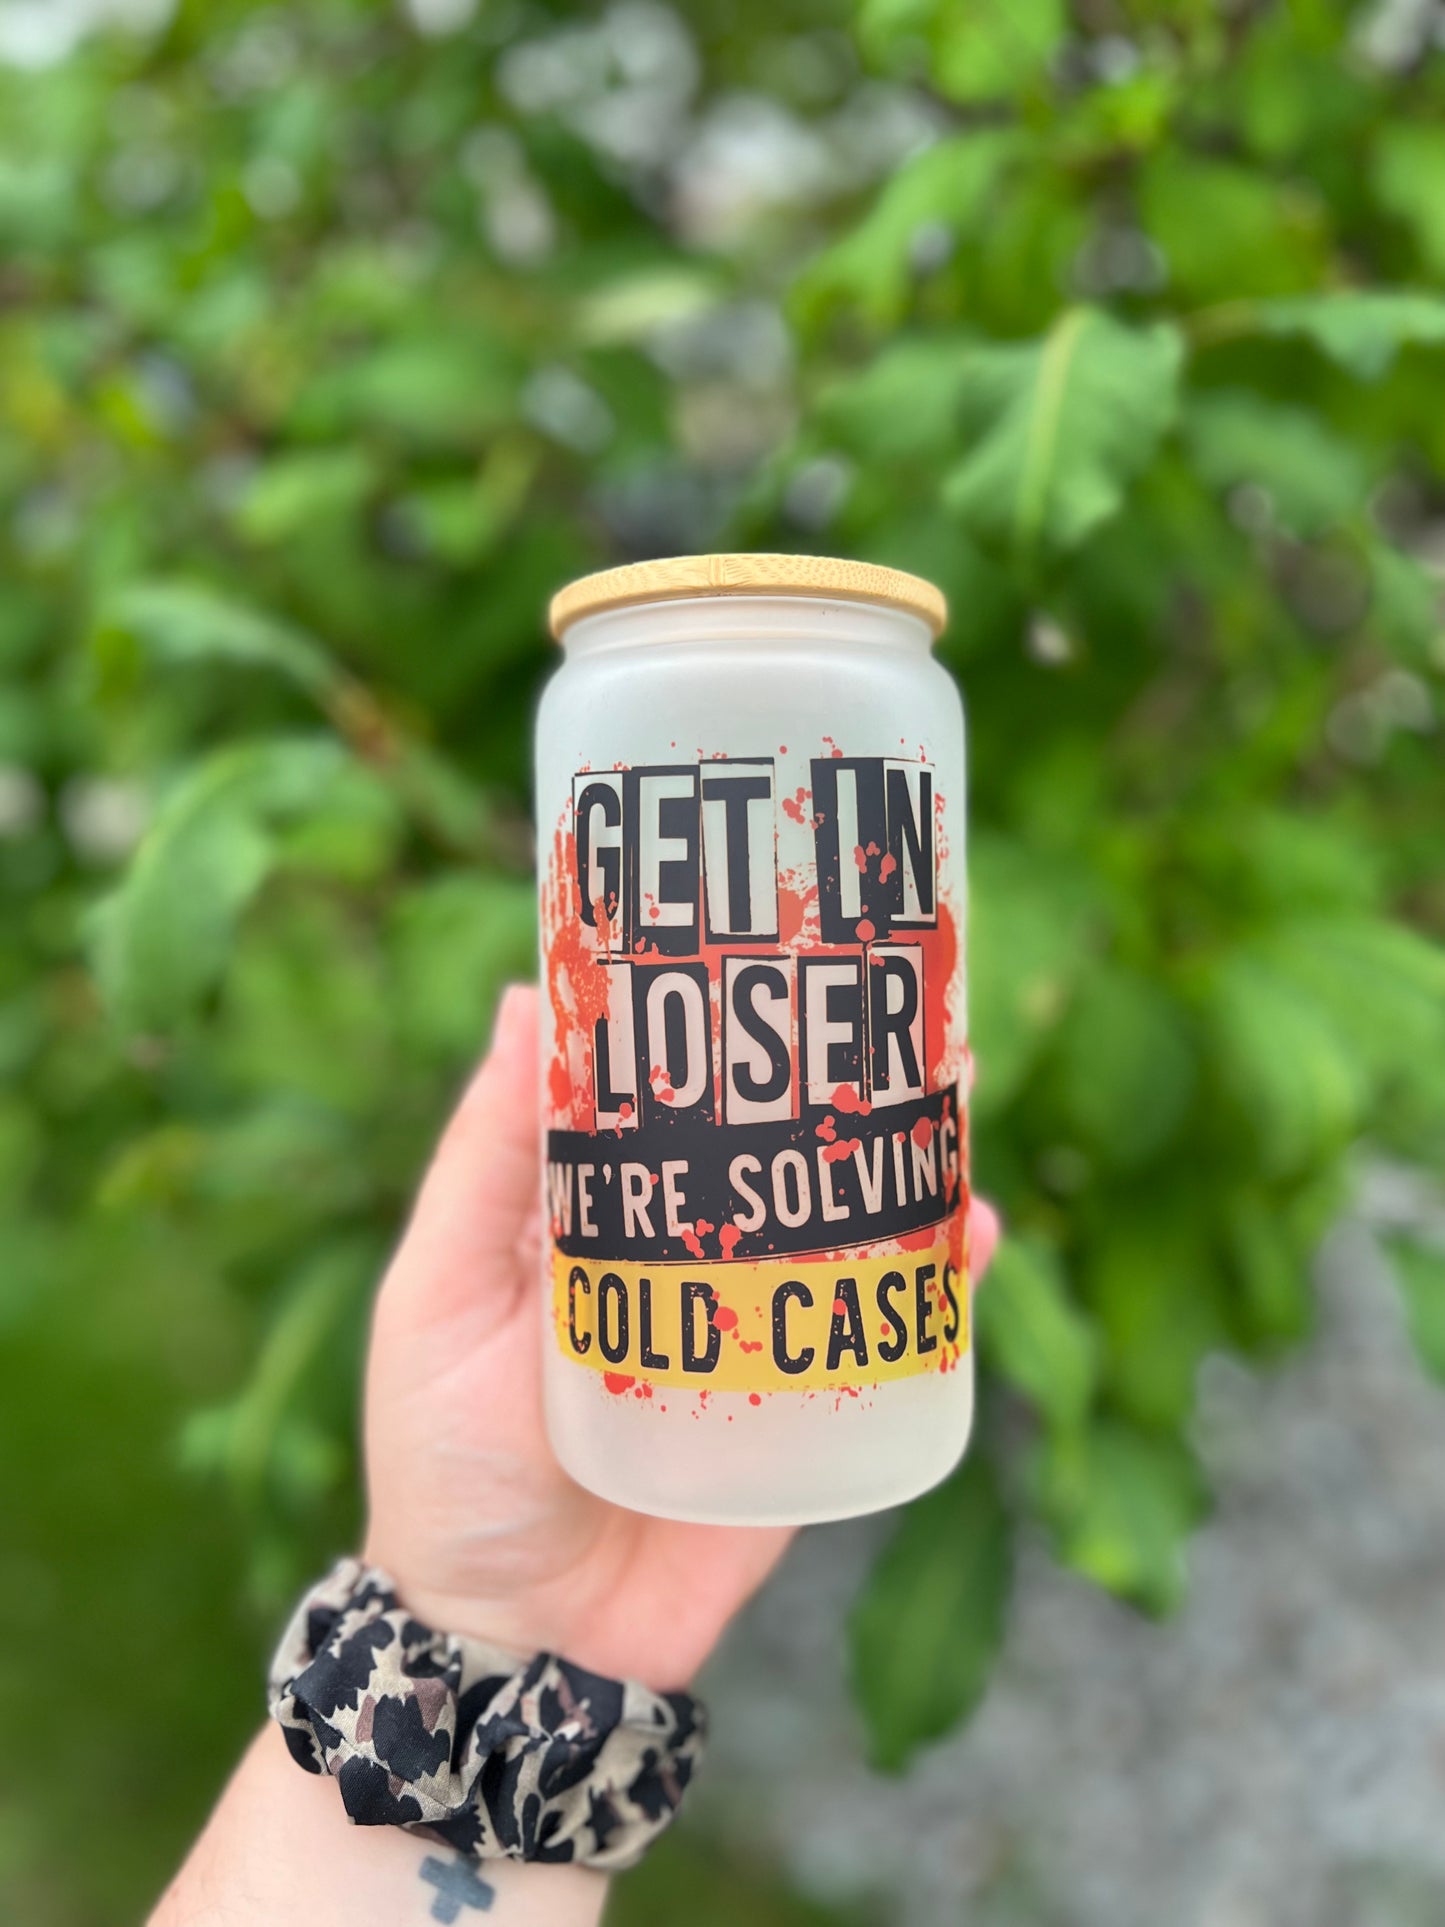 GET IN
LOSER
WE'RE SOLVING
COLD CASES